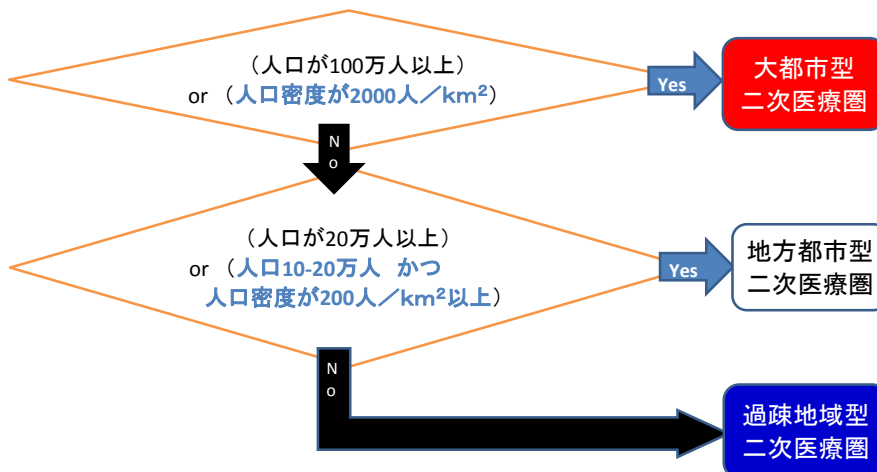 （人口が100万人以上）
or （人口密度が2000人／km²）
Yes
大都市型
二次医療圏
No
（人口が20万人以上）
or （人口10-20万人 かつ
人口密度が200人／km²以上）
Yes
地方都市型
二次医療圏
No
過疎地域型
二次医療圏